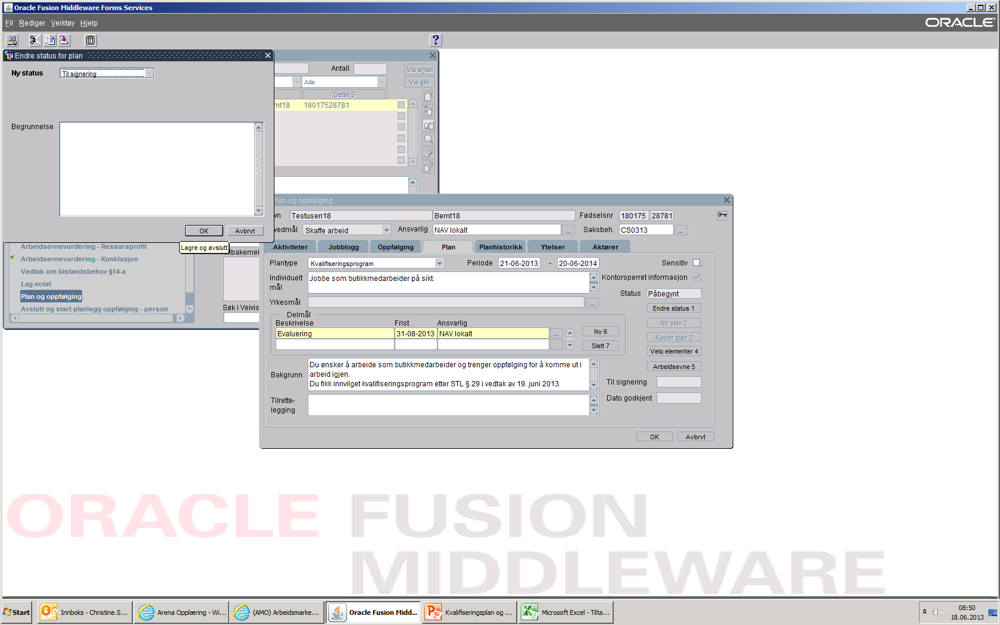 Oracle Fusion Middleware Forms Services
Fil Rediger Verktøy Hjelp
ORACLE
Endre status for plan
Ny status Til signering
Begrunnelse
OK Avbryt
Lagre og avslutt
Antall Vis antall
Alle Vis alle
Detalj 5
rnt18 18017528781
Arbeidsevnevurdering - Ressursprofil
Arbeidsevnevurdering - Konklusjon
Vedtak om bistandsbehov §14-a
Lag notat
Plan og oppfølging
Avslutt og start planlegg oppfølging - person
lbakemel
Søk i Veivis
Plan og oppfølging
vn Testusen18 Bernt18 Fødselsnr 180175 28781
vedmål Skaffe arbeid Ansvarlig NAV lokalt ... Saksbeh. CS0313 ...
Aktiviteter Jobblogg Oppfølging Plan Planhistorikk Ytelser Aktører
Plantype Kvalifiseringsprogram Periode 21-06-2013 - 20-06-2014 Sensitiv .
Individuelt mål Jobbe som butikkmedarbeider på sikt. Kontorsperret informasjon .
Status Påbegynt
Yrkesmål ...
Endre status 1
Delmål
Beskrivelse Frist Ansvarlig
Evaluering 31-08-2013 NAV lokalt ... Ny 6
... Slett 7
Ny plan 2
Kopier plan 3
Velg elementer 4
Arbeidsevne 5
Bakgrunn
Du ønsker å arbeide som butikkmedarbeider og trenger oppfølging for å komme ut i
arbeid igjen.
Du fikk innvilget kvalifiseringsprogram etter STL § 29 i vedtak av 19. juni 2013.
Til signering
Dato godkjent
Tilrette-
legging
OK Avbryt
ORACLE FUSION
MIDDLEWARE
Start Innboks - Christine.S... Arena Opplæring - Wi... (AMO) Arbeidsmarke... Oracle Fusion Midd... Kvalifiseringsplan og ... Microsoft Excel - Tilta... 08:50
18.06.2013